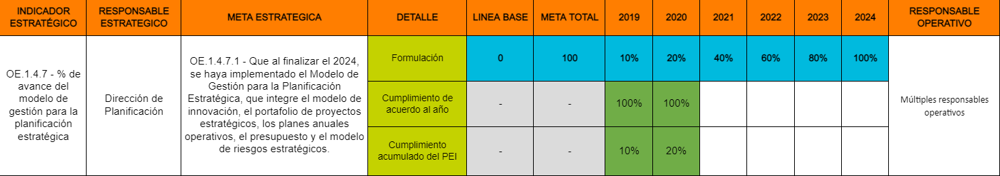 INDICADOR
ESTRATÉGICO
RESPONSABLE
ESTRATEGICO
META ESTRATEGICA
DETALLE
LINEA BASE
META TOTAL
2019
2020
2021
2022
2023
2024
RESPONSABLE
OPERATIVO
OE.1.4.7 - % de
avance del
modelo de
gestión para la
planificación
estratégica
Dirección de
Planificación
OE.1.4.7.1 - Que al finalizar el 2024,
se haya implementado el Modelo de
Gestión para la Planificación
Estratégica, que integre el modelo de
innovación, el portafolio de proyectos
estratégicos, los planes anuales
operativos, el presupuesto y el modelo
de riesgos estratégicos.
Formulación
0
100
10%
20%
40%
60%
80%
100%
Cumplimiento de
acuerdo al año
-
-
100%
100%
Cumplimiento
acumulado del PEI
-
-
10%
20%
Múltiples responsables
operativos